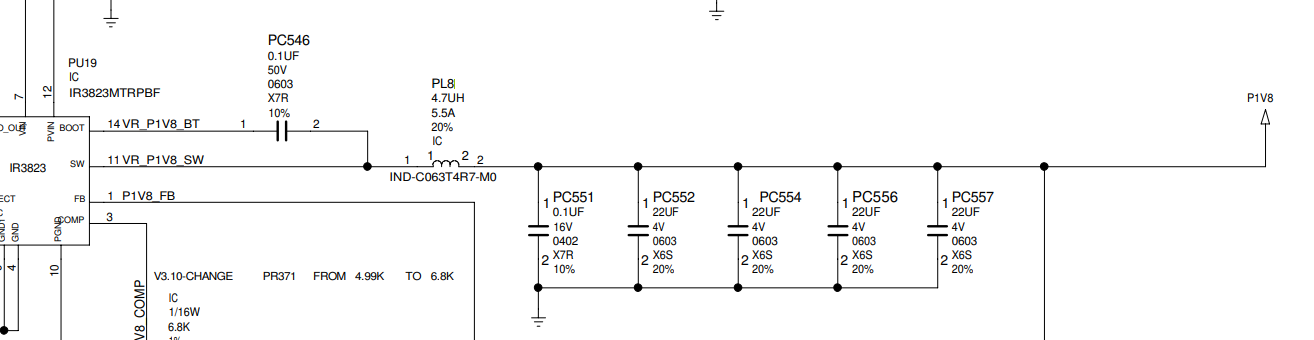 PC546
0.1UF
50V
0603
X7R
10%
PU19
IC
IR3823MTRPBF
PL8
4.7UH
5.5A
20%
IC
P1V8
7
12
VIN
PVIN
BOOT
14 VR_P1V8_BT
1
2
IR3823
SW
11 VR_P1V8_SW
1
1
2
2
IND-C063T4R7-M0
ECT
FB
1 P1V8_FB
COMP
3
GND
PGND
4
10
1 PC551
0.1UF
16V
0402
2 X7R
10%
1 PC552
22UF
4V
0603
2 X6S
20%
1 PC554
22UF
4V
0603
2 X6S
20%
1 PC556
22UF
4V
0603
2 X6S
20%
1 PC557
22UF
4V
0603
2 X6S
20%
V3.10-CHANGE PR371 FROM 4.99K TO 6.8K
V8_COMP
IC
1/16W
6.8K